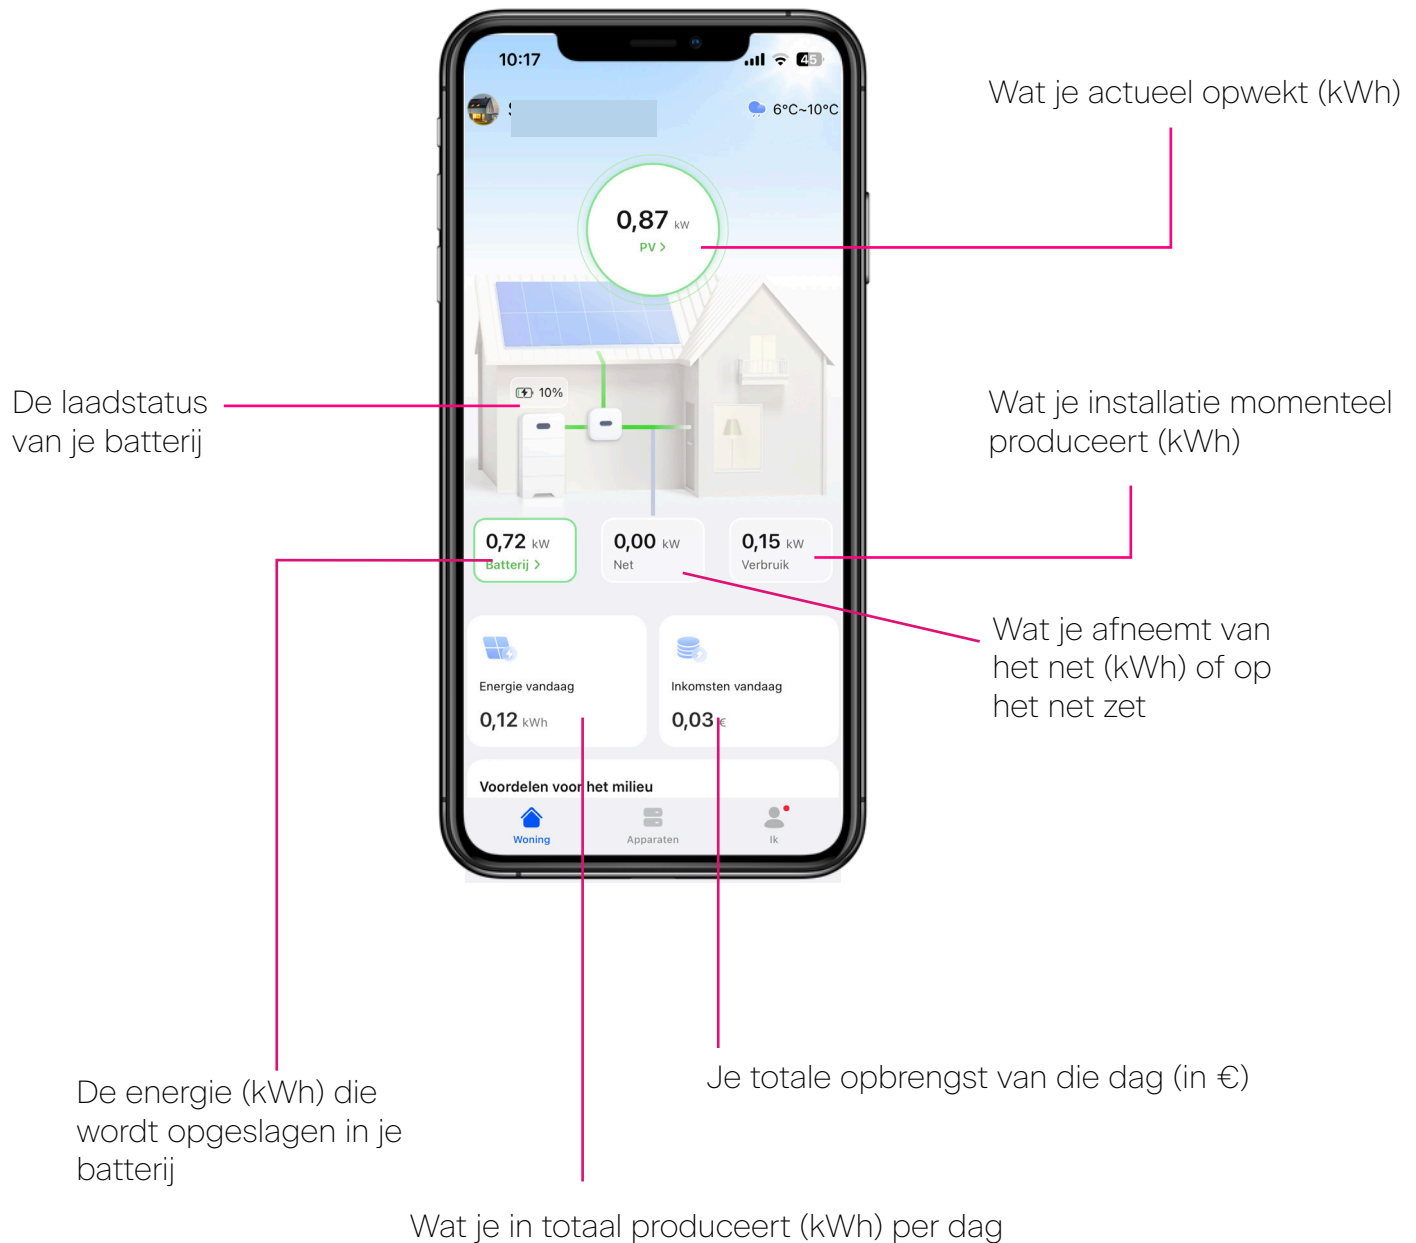 10:17
45
6°C~10°C
Wat je actueel opwekt (kWh)
0,87 kW
PV >
10%
De laadstatus
van je batterij
Wat je installatie momenteel
produceert (kWh)
0,72 kW
Batterij >
0,00 kW
Net
0,15 kW
Verbruik
Wat je afneemt van
het net (kWh) of op
het net zet
Energie vandaag
0,12 kWh
Inkomsten vandaag
0,03 €
Voordelen voor het milieu
Woning
Apparaten
Ik
De energie (kWh) die
wordt opgeslagen in je
batterij
Je totale opbrengst van die dag (in €)
Wat je in totaal produceert (kWh) per dag